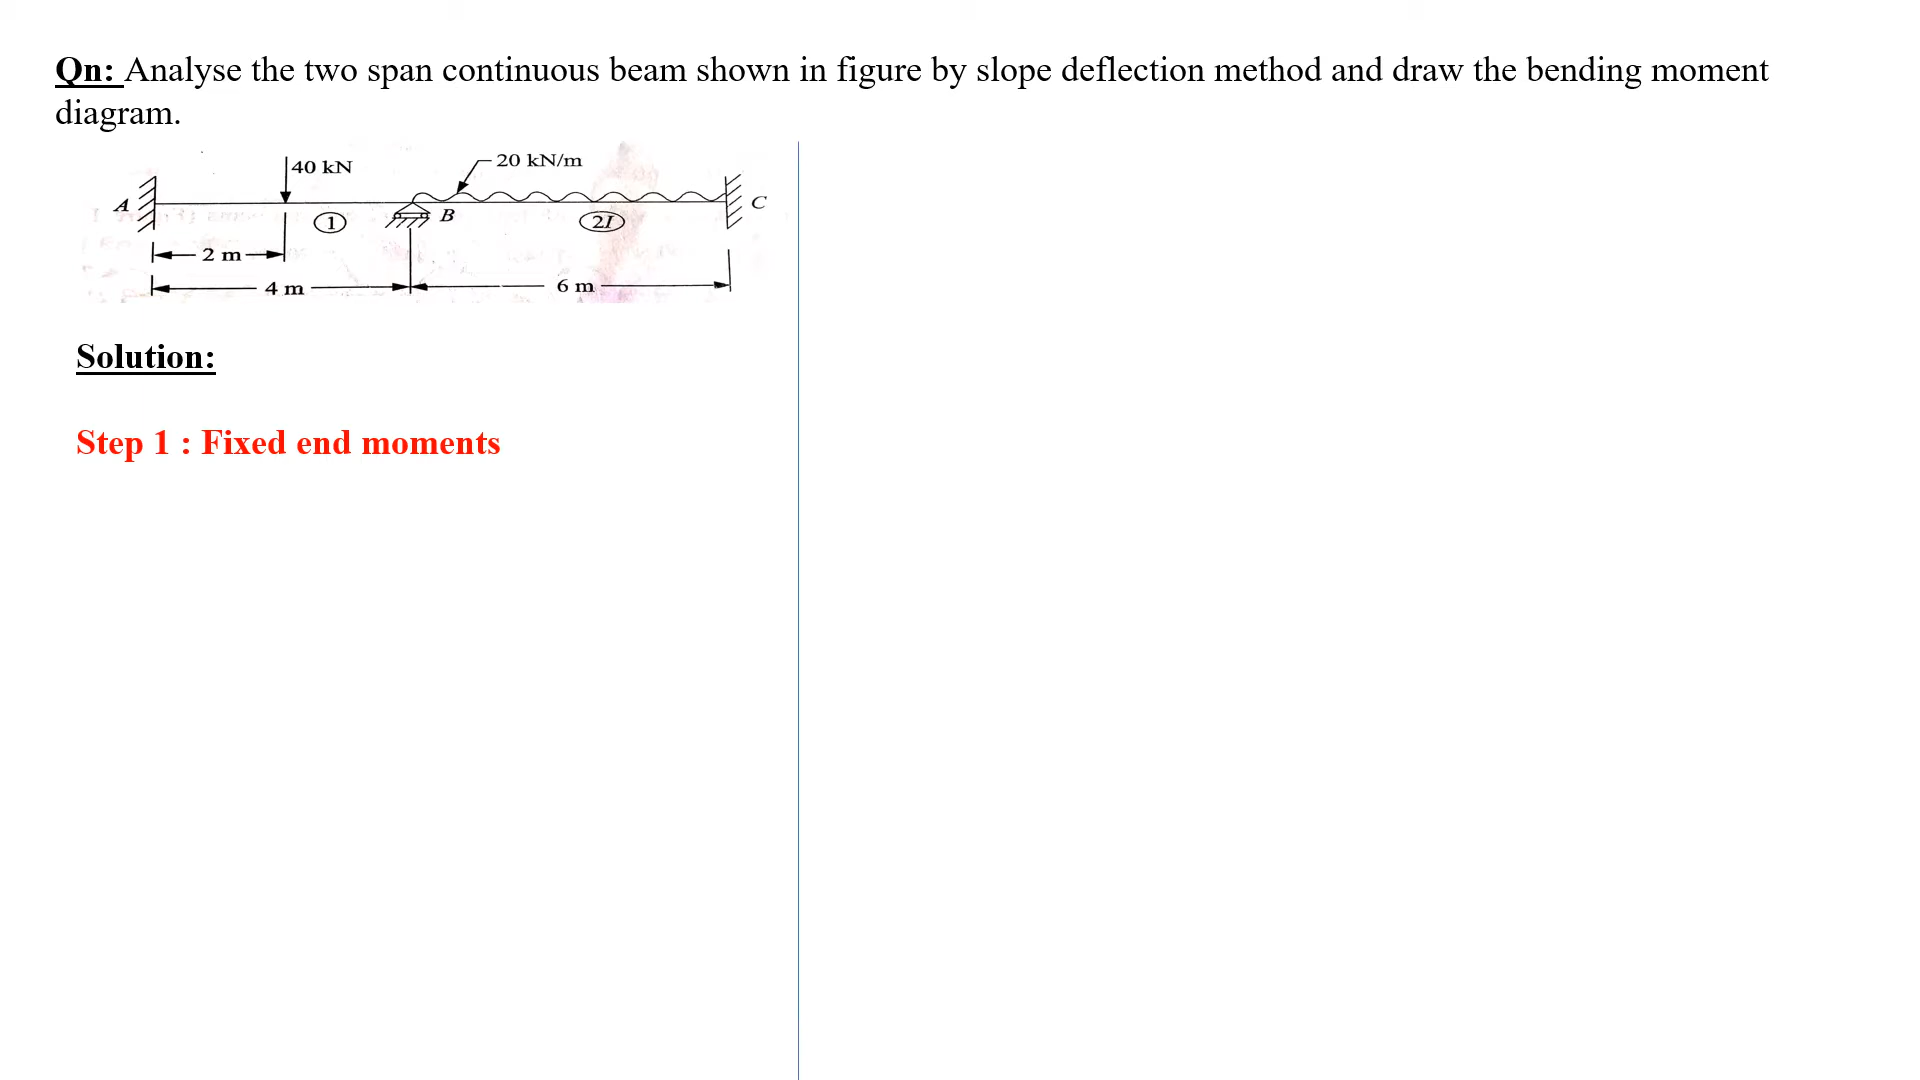 Qn: Analyse the two span continuous beam shown in figure by slope deflection method and draw the bending moment
diagram.
40 kN
20 kN/m
A
B
C
1
2I
2 m
4 m
6 m
Solution:
Step 1 : Fixed end moments